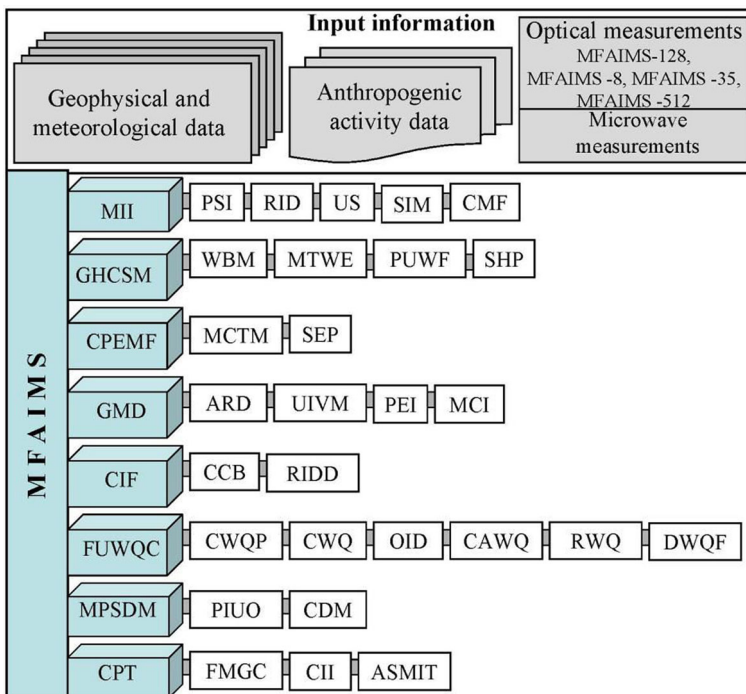 Input information
Geophysical and
meteorological data
Anthropogenic
activity data
Optical measurements
MFAIMS-128,
MFAIMS -8, MFAIMS -35,
MFAIMS -512
Microwave
measurements
MFAIMS
MII PSI RID US SIM CMF
GHCSM WBM MTWE PUWF SHP
CPEMF MCTM SEP
GMD ARD UIVM PEI MCI
CIF CCB RIDD
FUWQC CWQP CWQ OID CAWQ RWQ DWQF
MPSDM PIUO CDM
CPT FMGC CII ASMIT